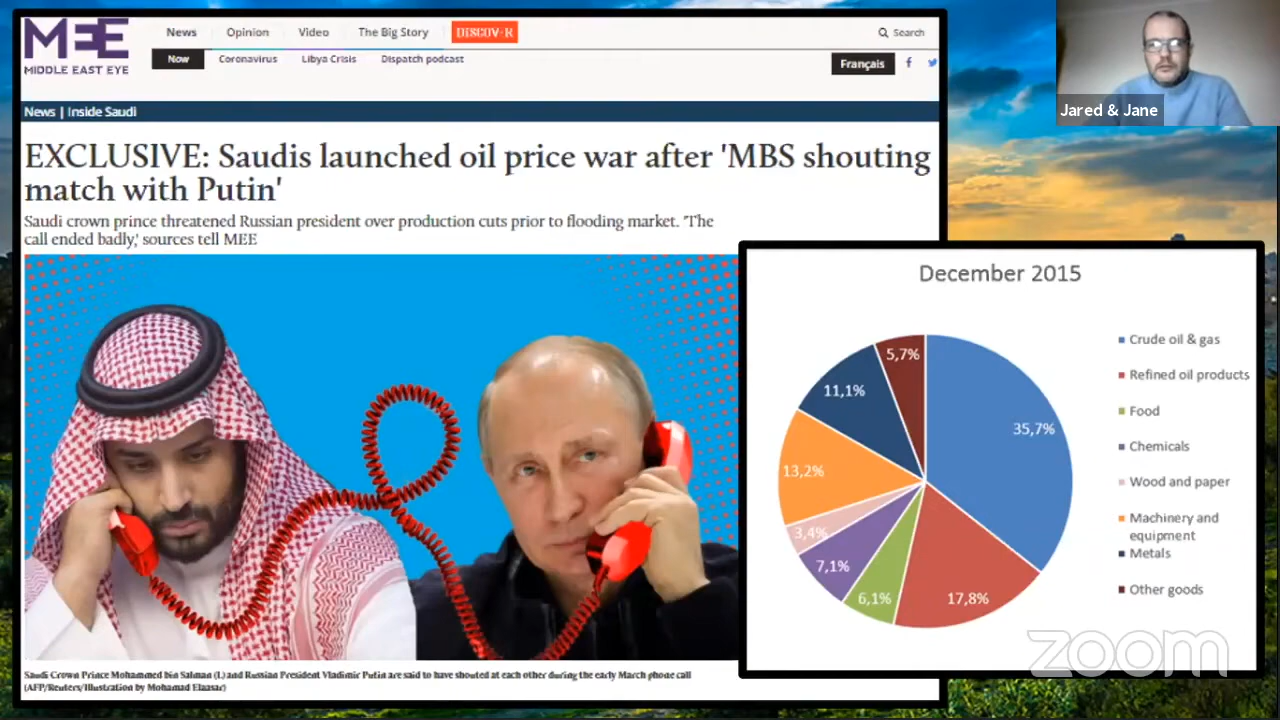 MEE
MIDDLE EAST EYE
News Opinion Video The Big Story DISCOVER Search
Now Coronavirus Libya Crisis Dispatch podcast Français
News | Inside Saudi
EXCLUSIVE: Saudis launched oil price war after 'MBS shouting
match with Putin'
Saudi crown prince threatened Russian president over production cuts prior to flooding market. 'The
call ended badly,' sources tell MEE
Saudi Crown Prince Mohammed bin Salman (L) and Russian President Vladimir Putin are said to have shouted at each other during the early March phone call
(AFP/Reuters/Illustration by Mohamad Elaasar)
Jared & Jane
December 2015
5,7%
11,1%
35,7%
13,2%
3,4%
7,1%
6,1%
17,8%
Crude oil & gas
Refined oil products
Food
Chemicals
Wood and paper
Machinery and
equipment
Metals
Other goods
zoom